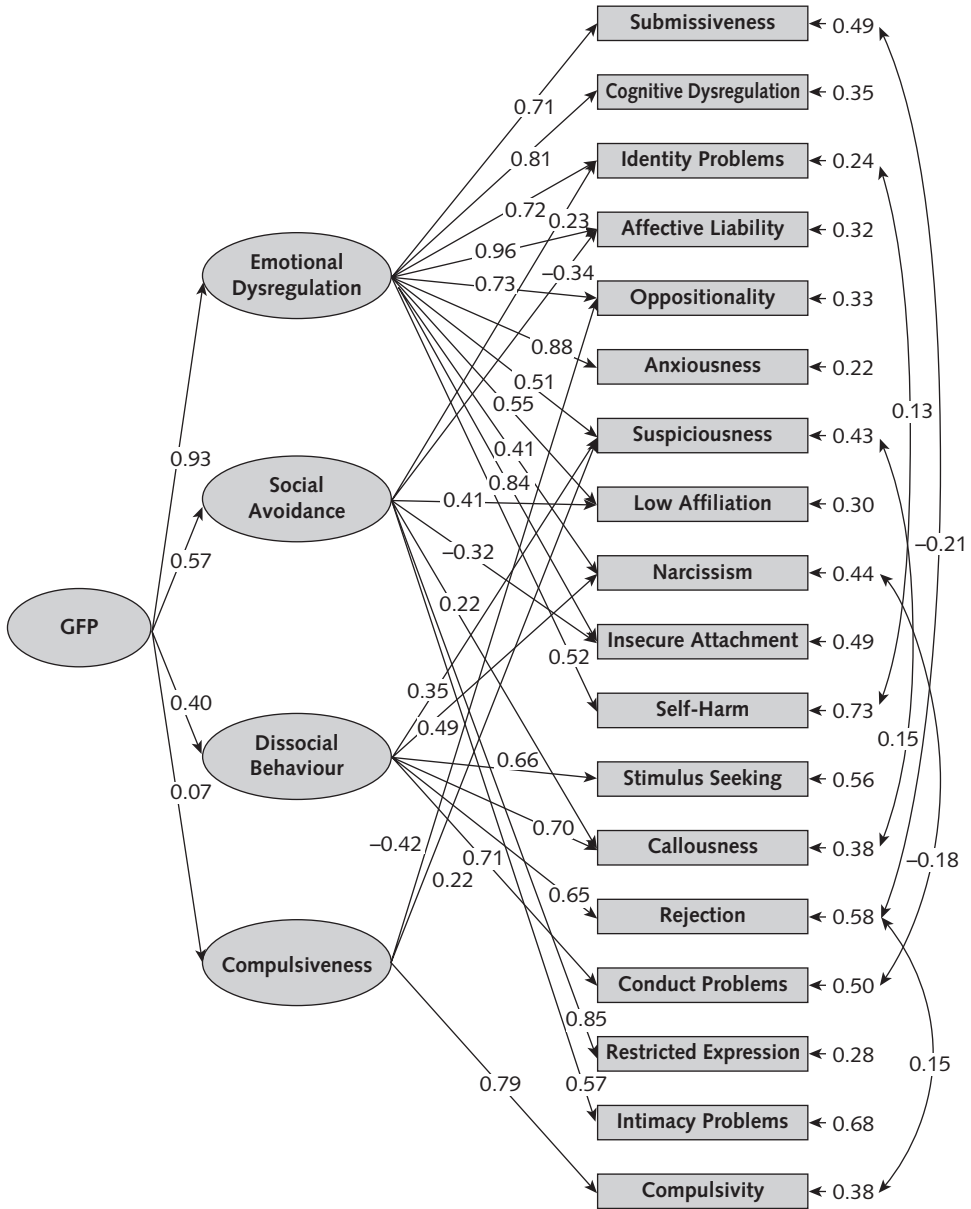 Submissiveness
0.49
Cognitive Dysregulation
0.35
0.71
0.81
Identity Problems
0.24
0.72
0.23
Affective Liability
0.32
0.96
−0.34
Emotional
Dysregulation
0.73
Oppositionality
0.33
0.88
Anxiousness
0.22
0.51
0.55
0.13
Suspiciousness
0.43
0.41
0.93
0.84
Social
Avoidance
0.41
Low Affiliation
0.30
−0.32
−0.21
0.57
Narcissism
0.44
0.22
GFP
Insecure Attachment
0.49
0.52
0.35
0.40
0.49
Self-Harm
0.73
0.15
Dissocial
Behaviour
0.66
Stimulus Seeking
0.56
0.07
0.70
−0.42
0.71
Callousness
0.38
−0.18
0.22
0.65
Rejection
0.58
Compulsiveness
Conduct Problems
0.50
0.85
Restricted Expression
0.28
0.15
0.79
0.57
Intimacy Problems
0.68
Compulsivity
0.38